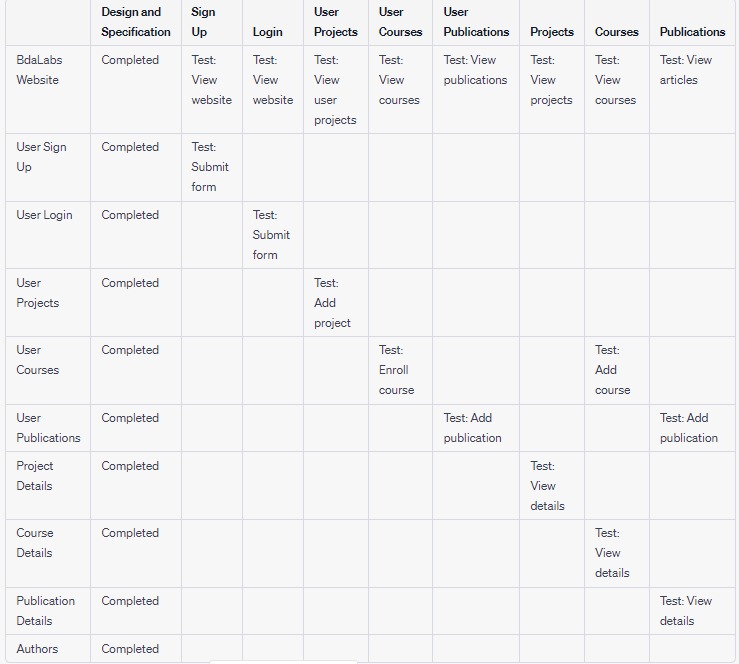 Design and Specification | Sign Up | Login | User Projects | User Courses | User Publications | Projects | Courses | Publications
BdaLabs Website | Completed | Test: View website | Test: View website | Test: View user projects | Test: View courses | Test: View publications | Test: View projects | Test: View courses | Test: View articles
User Sign Up | Completed | Test: Submit form
User Login | Completed | Test: Submit form
User Projects | Completed | Test: Add project
User Courses | Completed | Test: Enroll course | Test: Add course
User Publications | Completed | Test: Add publication | Test: Add publication
Project Details | Completed | Test: View details
Course Details | Completed | Test: View details
Publication Details | Completed | Test: View details
Authors | Completed